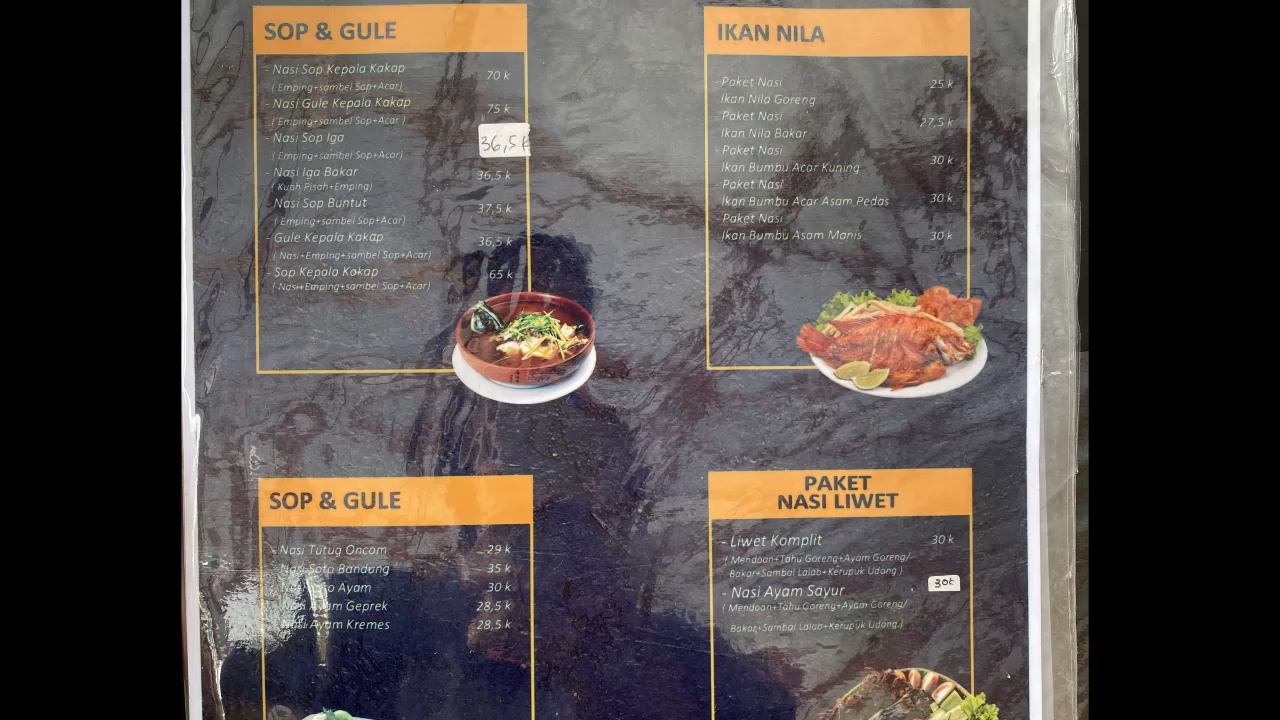 SOP & GULE
- Nasi Sop Kepala Kakap 70 k
( Emping+sambel Sop+Acar)
- Nasi Gule Kepala Kakap 75 k
( Emping+sambel Sop+Acar )
- Nasi Sop Iga 36,5 k
( Emping+sambel Sop+Acar)
- Nasi Iga Bakar 36,5 k
( Kuah Pisah+Emping)
- Nasi Sop Buntut 37,5 k
( Emping+sambel Sop+Acar)
- Gule Kepala Kakap 36,5 k
( Nasi+Emping+sambel Sop+Acar)
- Sop Kepala Kakap 65 k
( Nasi+Emping+sambel Sop+Acar)
IKAN NILA
- Paket Nasi 25 k
Ikan Nila Goreng
- Paket Nasi 27,5 k
Ikan Nila Bakar
- Paket Nasi 30 k
Ikan Bumbu Acar Kuning
- Paket Nasi 30 k
Ikan Bumbu Acar Asam Pedas
- Paket Nasi 30 k
Ikan Bumbu Asam Manis
SOP & GULE
- Nasi Tutug Oncom 29 k
- Nasi Soto Bandung 35 k
- Nasi Soto Ayam 30 k
- Nasi Ayam Geprek 28,5 k
- Nasi Ayam Kremes 28,5 k
PAKET
NASI LIWET
- Liwet Komplit 30 k
( Mendoan+Tahu Goreng+Ayam Goreng/
Bakar+Sambal Lalab+Kerupuk Udang )
- Nasi Ayam Sayur 30k
( Mendoan+Tahu Goreng+Ayam Goreng/
Bakar+Sambal Lalab+Kerupuk Udang )